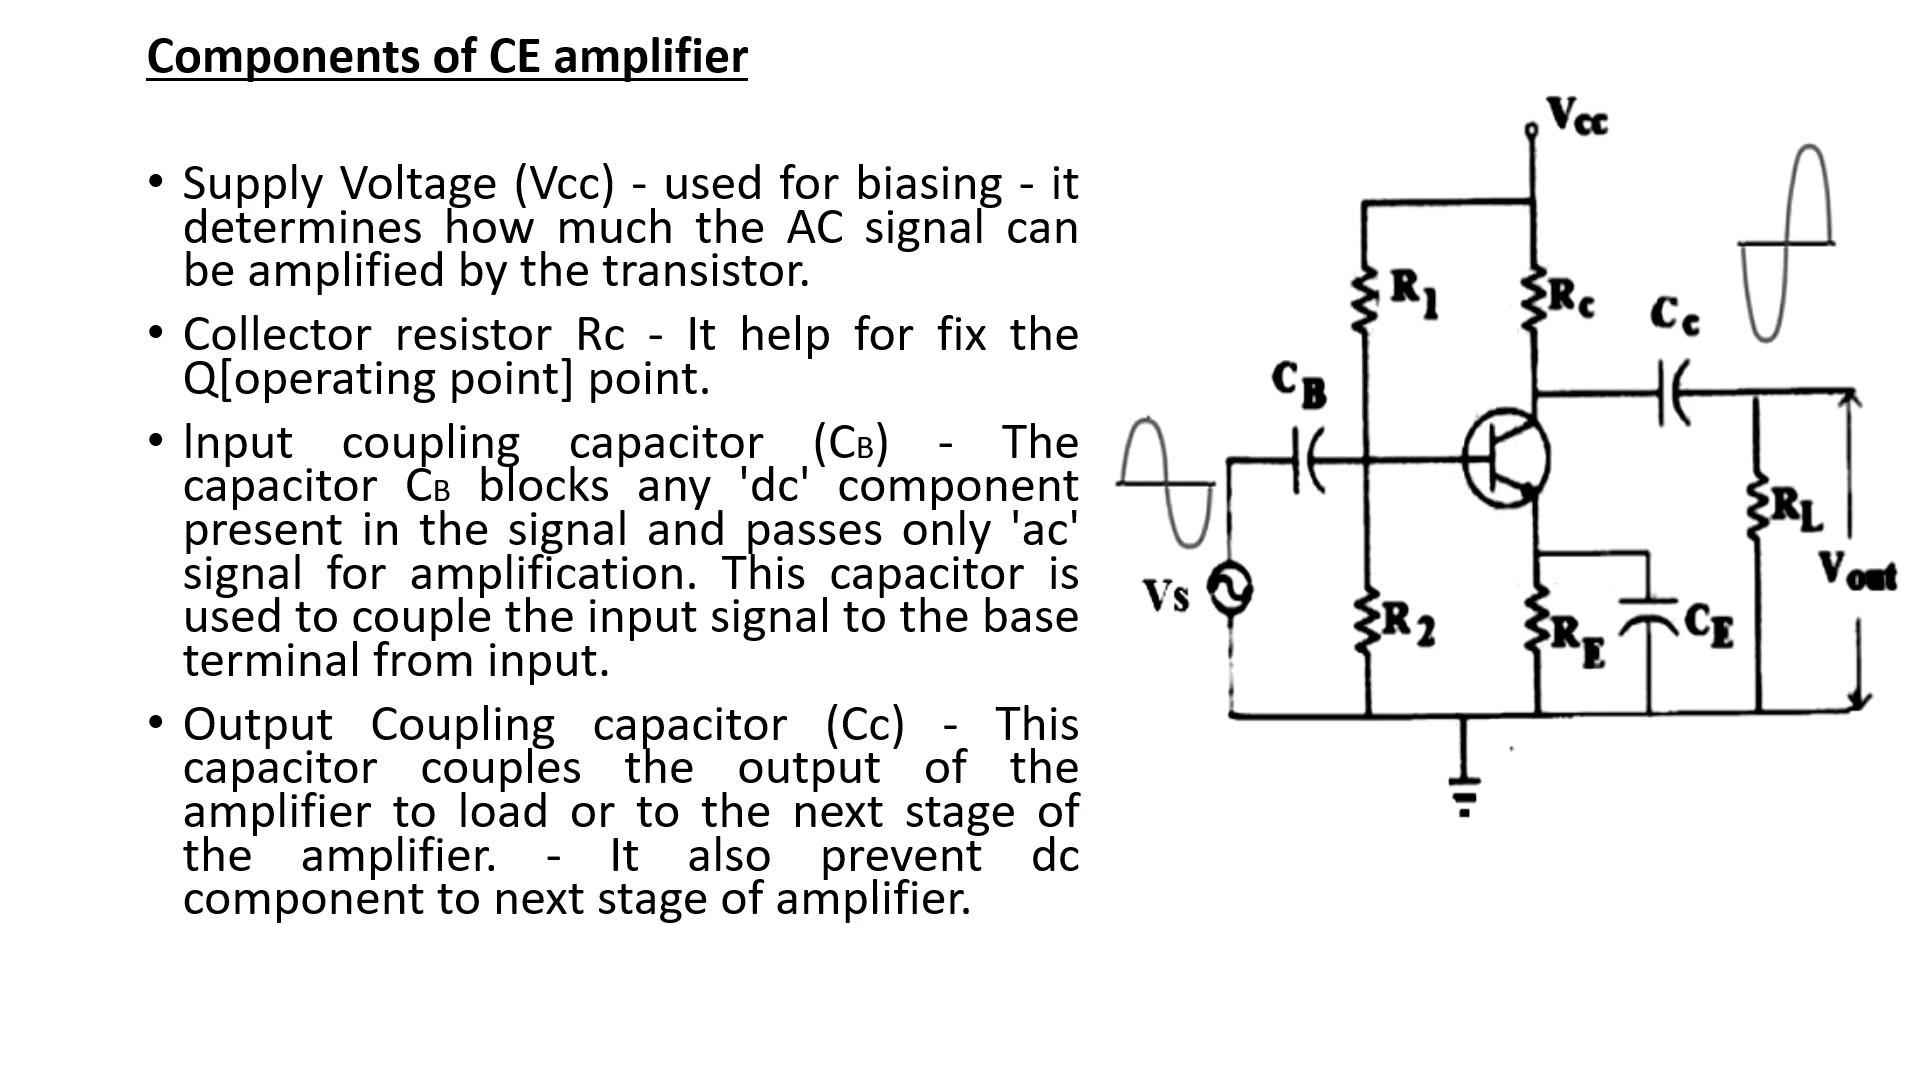 Components of CE amplifier
• Supply Voltage (Vcc) - used for biasing - it
determines how much the AC signal can
be amplified by the transistor.
• Collector resistor Rc - It help for fix the
Q[operating point] point.
• Input coupling capacitor (CB) - The
capacitor CB blocks any 'dc' component
present in the signal and passes only 'ac'
signal for amplification. This capacitor is
used to couple the input signal to the base
terminal from input.
• Output Coupling capacitor (Cc) - This
capacitor couples the output of the
amplifier to load or to the next stage of
the amplifier. - It also prevent dc
component to next stage of amplifier.
Vcc
R1
Rc
Cc
CB
RL
Vout
Vs
R2
RE
CE